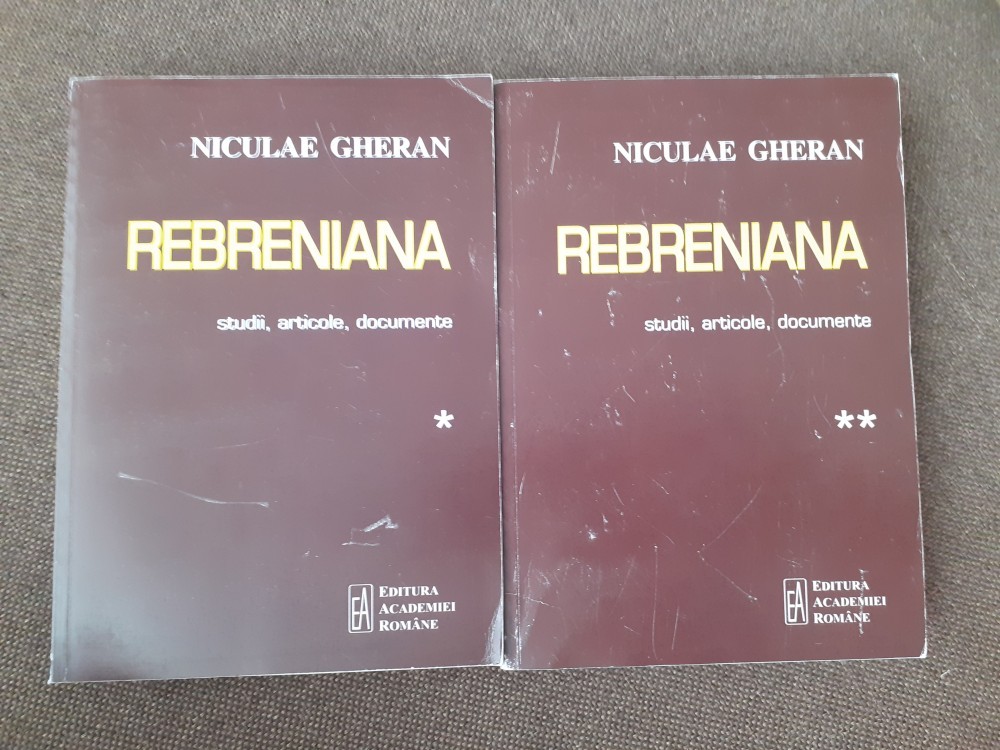 NICULAE GHERAN
REBRENIANA
studii, articole, documente
*
EA
EDITURA
ACADEMIEI
ROMÂNE
NICULAE GHERAN
REBRENIANA
studii, articole, documente
**
EA
EDITURA
ACADEMIEI
ROMÂNE